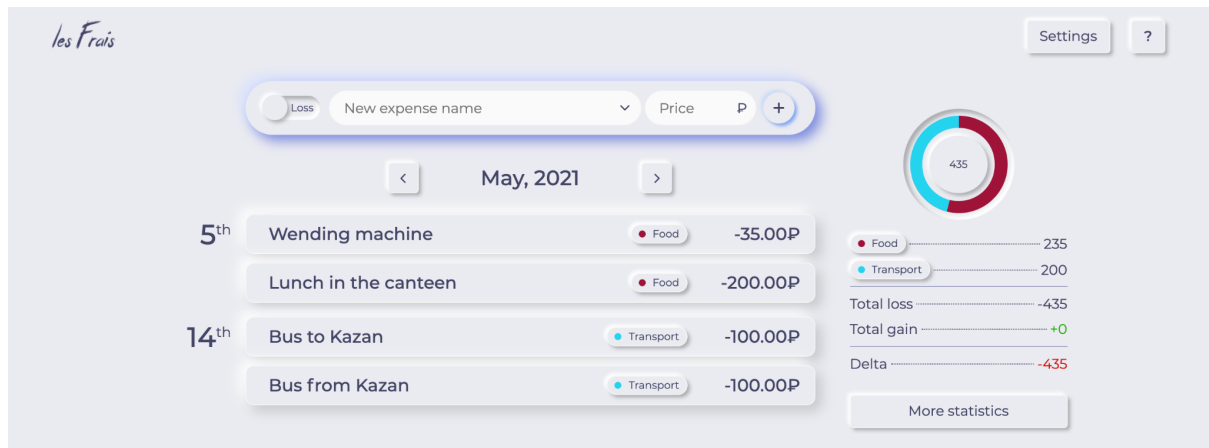 les Frais
Settings
?
Loss
New expense name
Price
₽
+
May, 2021
435
5th
Wending machine
Food
-35.00₽
Lunch in the canteen
Food
-200.00₽
14th
Bus to Kazan
Transport
-100.00₽
Bus from Kazan
Transport
-100.00₽
Food 235
Transport 200
Total loss -435
Total gain +0
Delta -435
More statistics